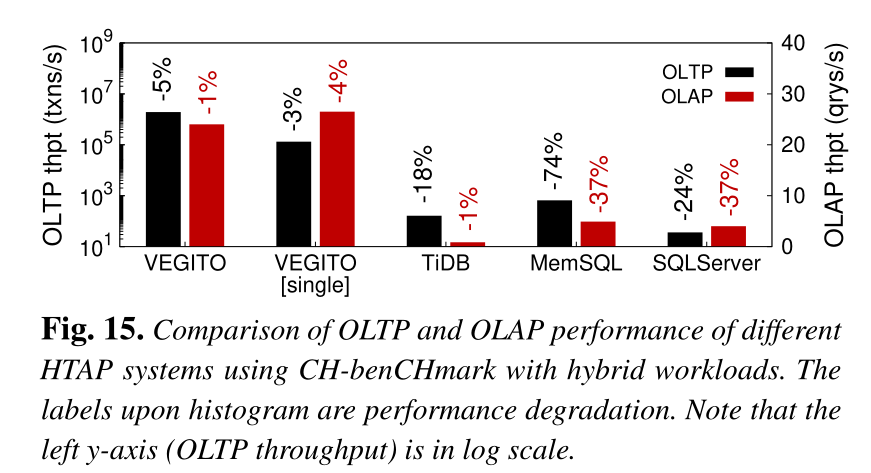 10^9
10^7
10^5
10^3
10^1
OLTP thpt (txns/s)
-5%
-1%
-3%
-4%
-18%
-1%
-74%
-37%
-24%
-37%
OLTP
OLAP
40
30
20
10
0
OLAP thpt (qrys/s)
VEGITO
VEGITO
[single]
TiDB
MemSQL
SQLServer
Fig. 15. Comparison of OLTP and OLAP performance of different
HTAP systems using CH-benCHmark with hybrid workloads. The
labels upon histogram are performance degradation. Note that the
left y-axis (OLTP throughput) is in log scale.